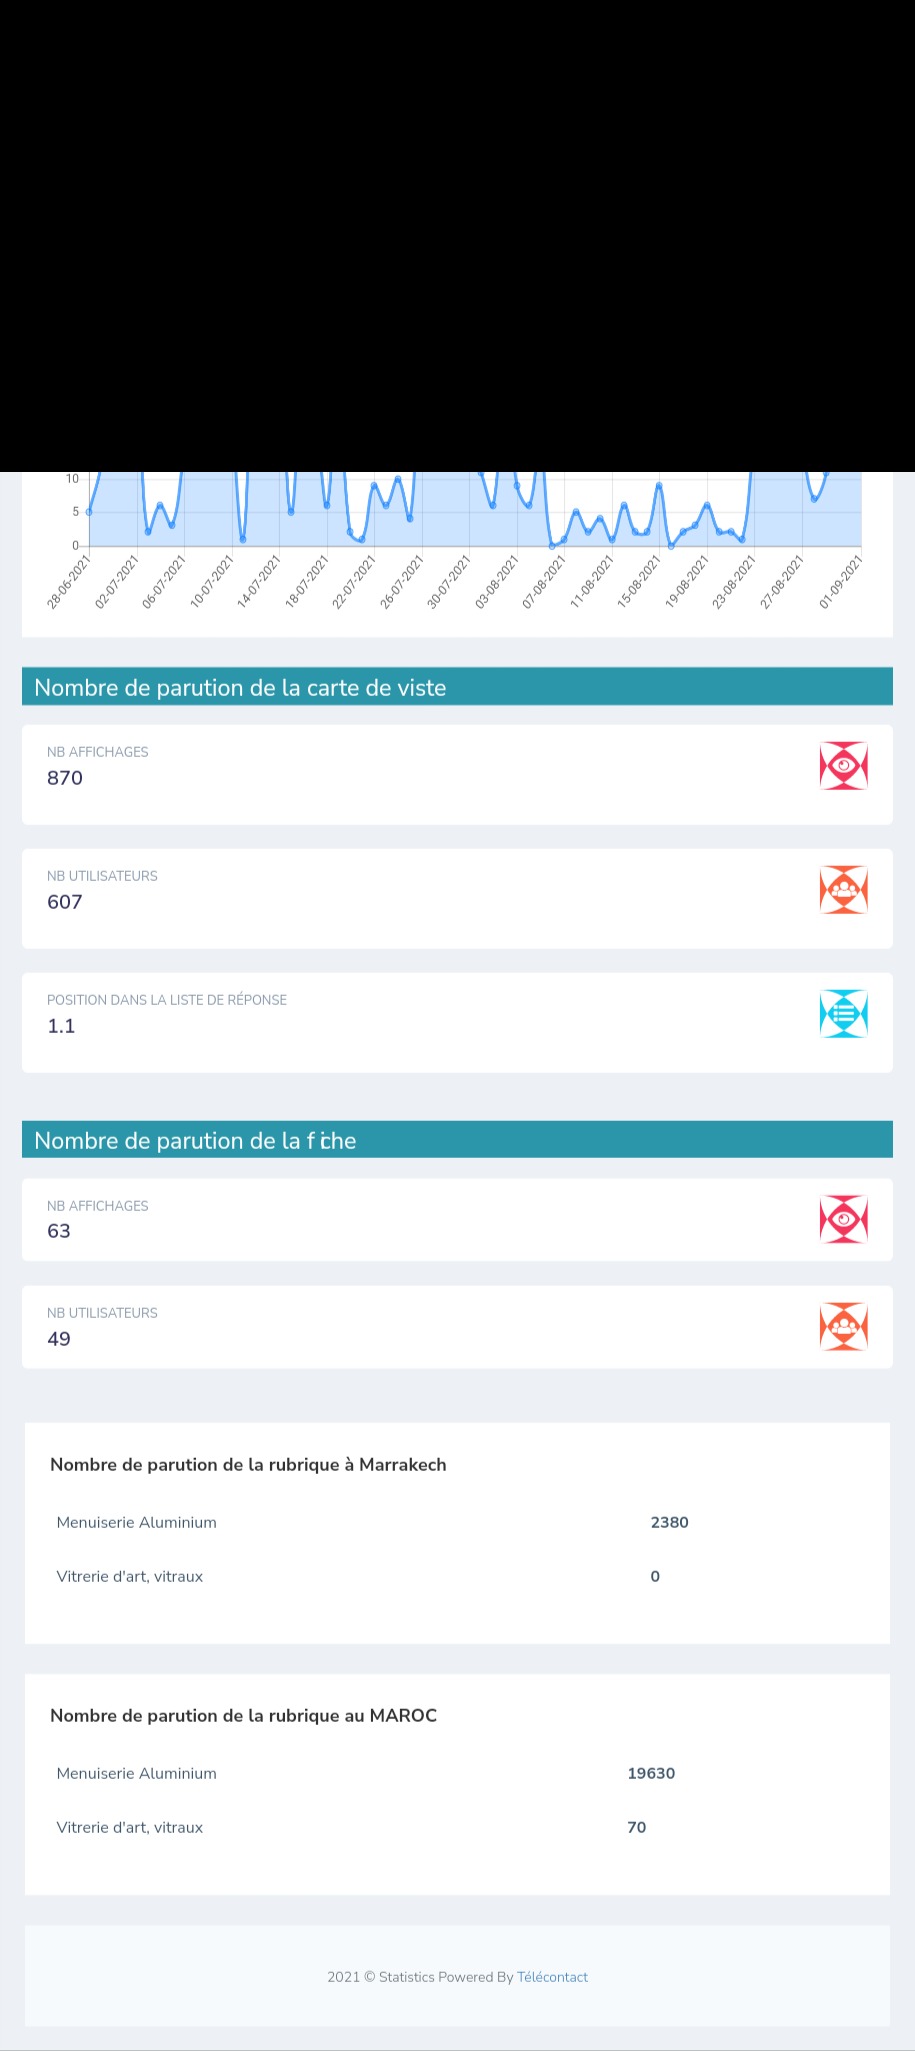 10
5
0
28-06-2021
02-07-2021
06-07-2021
10-07-2021
14-07-2021
18-07-2021
22-07-2021
26-07-2021
30-07-2021
03-08-2021
07-08-2021
11-08-2021
15-08-2021
19-08-2021
23-08-2021
27-08-2021
01-09-2021
Nombre de parution de la carte de viste
NB AFFICHAGES
870
NB UTILISATEURS
607
POSITION DANS LA LISTE DE RÉPONSE
1.1
Nombre de parution de la fiche
NB AFFICHAGES
63
NB UTILISATEURS
49
Nombre de parution de la rubrique à Marrakech
Menuiserie Aluminium 2380
Vitrerie d'art, vitraux 0
Nombre de parution de la rubrique au MAROC
Menuiserie Aluminium 19630
Vitrerie d'art, vitraux 70
2021 © Statistics Powered By Télécontact